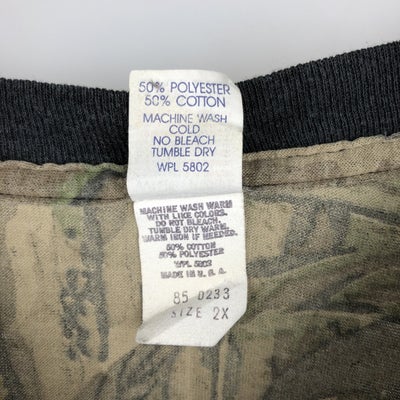 50% POLYESTER
50% COTTON
MACHINE WASH
COLD
NO BLEACH
TUMBLE DRY
WPL 5802
MACHINE WASH WARM
WITH LIKE COLORS.
DO NOT BLEACH.
TUMBLE DRY WARM.
WARM IRON IF NEEDED.
50% COTTON
50% POLYESTER
WPL 5802
MADE IN U.S.A.
85 0233
SIZE 2X